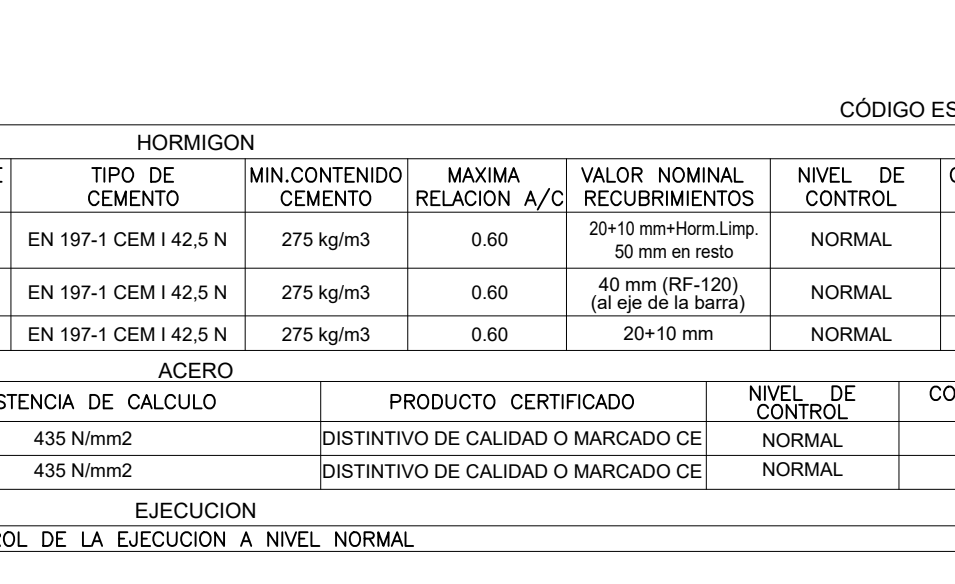 CÓDIGO ES
HORMIGON
E TIPO DE MIN.CONTENIDO MAXIMA VALOR NOMINAL NIVEL DE
CEMENTO CEMENTO RELACION A/C RECUBRIMIENTOS CONTROL
EN 197-1 CEM I 42,5 N 275 kg/m3 0.60 20+10 mm+Horm.Limp. NORMAL
50 mm en resto
EN 197-1 CEM I 42,5 N 275 kg/m3 0.60 40 mm (RF-120) NORMAL
(al eje de la barra)
EN 197-1 CEM I 42,5 N 275 kg/m3 0.60 20+10 mm NORMAL
ACERO
STENCIA DE CALCULO PRODUCTO CERTIFICADO NIVEL DE CO
CONTROL
435 N/mm2 DISTINTIVO DE CALIDAD O MARCADO CE NORMAL
435 N/mm2 DISTINTIVO DE CALIDAD O MARCADO CE NORMAL
EJECUCION
ROL DE LA EJECUCION A NIVEL NORMAL